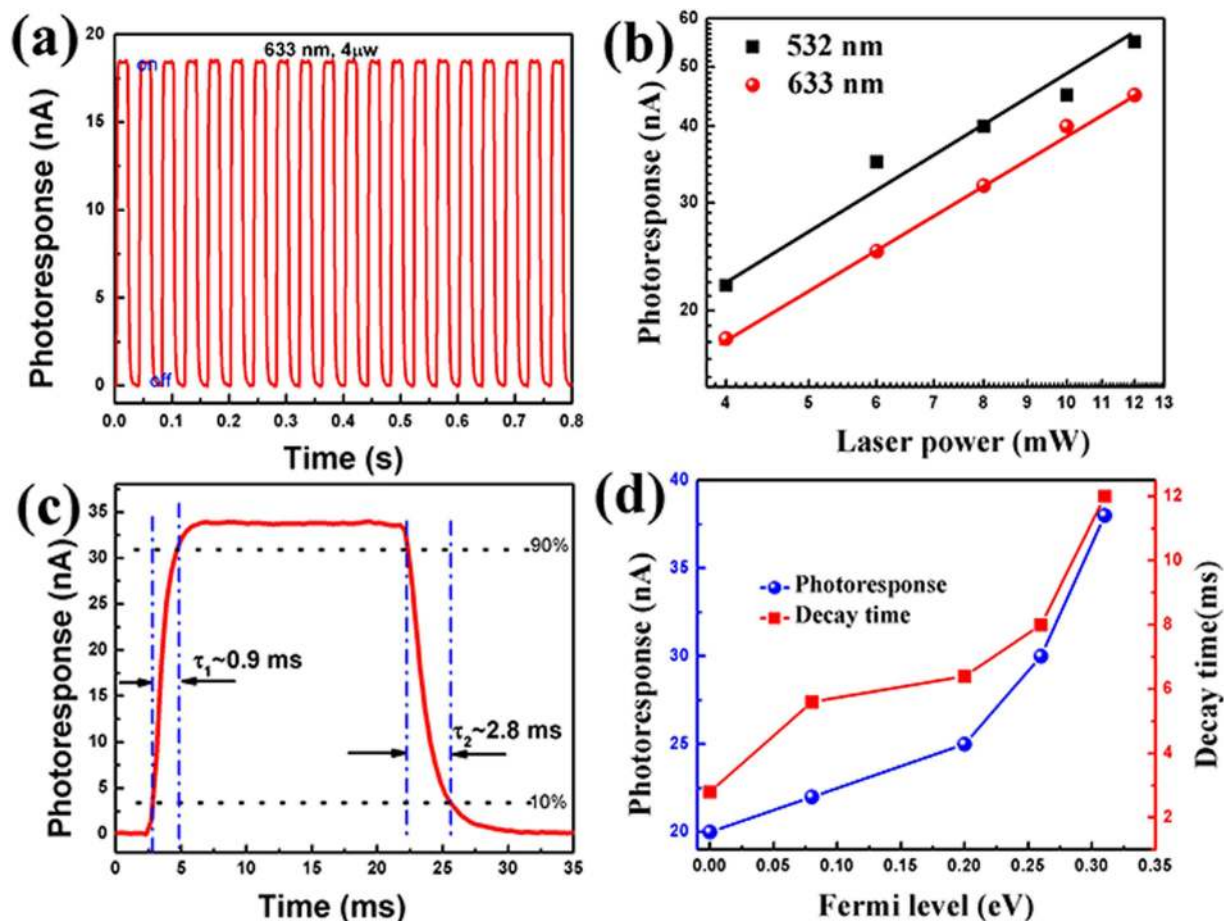 (a)
633 nm, 4μw
on
off
20
15
10
5
0
Photoresponse (nA)
0.0 0.1 0.2 0.3 0.4 0.5 0.6 0.7 0.8
Time (s)
(b)
532 nm
633 nm
60
50
40
30
20
Photoresponse (nA)
4 5 6 7 8 9 10 11 12 13
Laser power (mW)
(c)
35
30
25
20
15
10
5
0
Photoresponse (nA)
90%
τ1~0.9 ms
τ2~2.8 ms
10%
0 5 10 15 20 25 30 35
Time (ms)
(d)
Photoresponse
Decay time
40
35
30
25
20
Photoresponse (nA)
12
10
8
6
4
2
Decay time(ms)
0.00 0.05 0.10 0.15 0.20 0.25 0.30 0.35
Fermi level (eV)